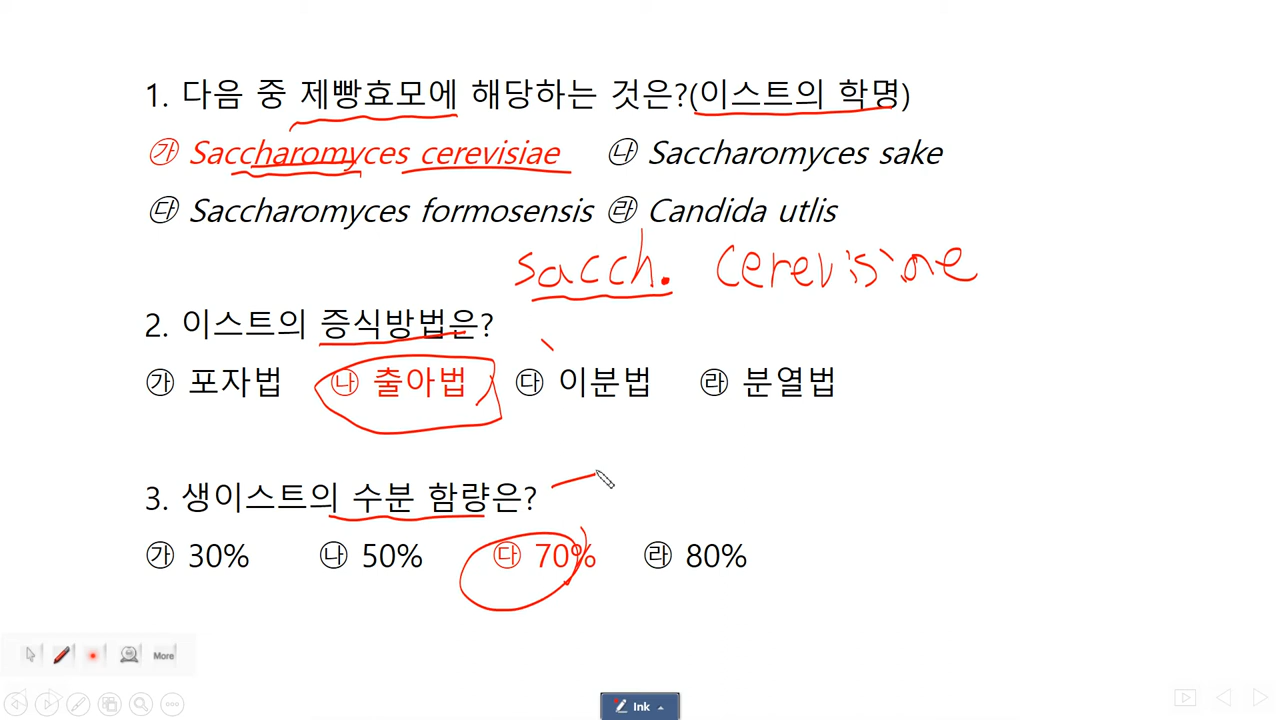 1. 다음 중 제빵효모에 해당하는 것은?(이스트의 학명)
㉮ Saccharomyces cerevisiae ㉯ Saccharomyces sake
㉰ Saccharomyces formosensis ㉱ Candida utlis
sacch. cerevisiae
2. 이스트의 증식방법은?
㉮ 포자법 ㉯ 출아법 ㉰ 이분법 ㉱ 분열법
3. 생이스트의 수분 함량은?
㉮ 30% ㉯ 50% ㉰ 70% ㉱ 80%
More
Ink